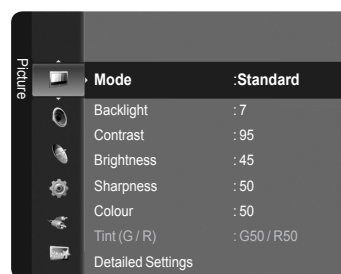 Picture
Mode :Standard
Backlight : 7
Contrast : 95
Brightness : 45
Sharpness : 50
Colour : 50
Tint (G / R) : G50 / R50
Detailed Settings